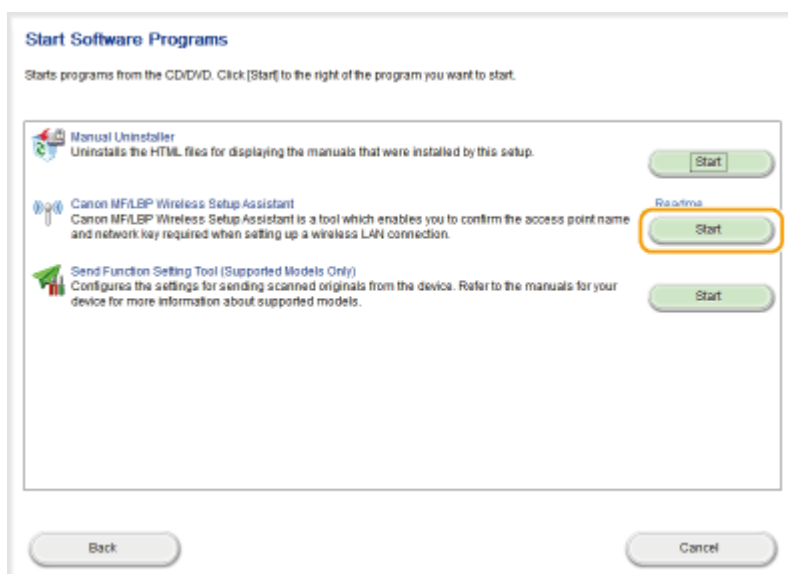 Start Software Programs
Starts programs from the CD/DVD. Click [Start] to the right of the program you want to start.
Manual Uninstaller
Uninstalls the HTML files for displaying the manuals that were installed by this setup.
Start
Canon MF/LBP Wireless Setup Assistant
Readme
Canon MF/LBP Wireless Setup Assistant is a tool which enables you to confirm the access point name
and network key required when setting up a wireless LAN connection.
Start
Send Function Setting Tool (Supported Models Only)
Configures the settings for sending scanned originals from the device. Refer to the manuals for your
device for more information about supported models.
Start
Back
Cancel